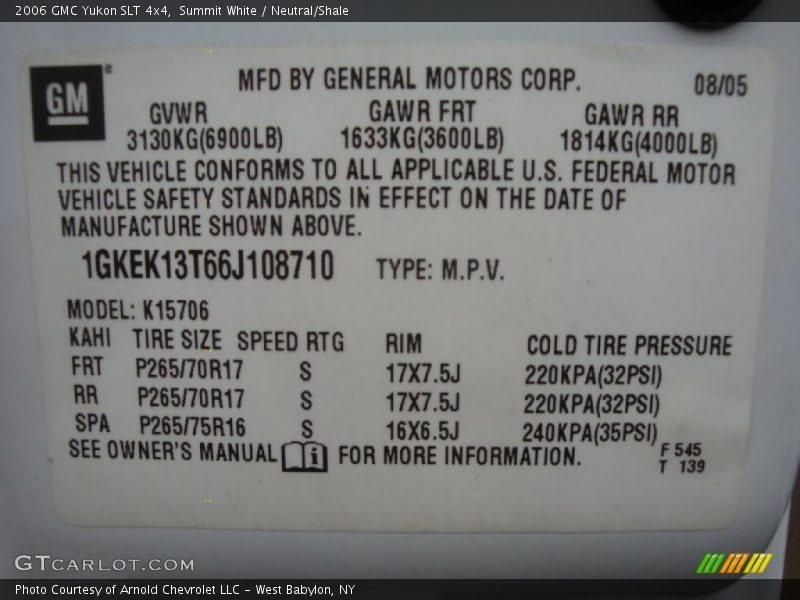 2006 GMC Yukon SLT 4x4, Summit White / Neutral/Shale
GM
MFD BY GENERAL MOTORS CORP. 08/05
GVWR GAWR FRT GAWR RR
3130KG(6900LB) 1633KG(3600LB) 1814KG(4000LB)
THIS VEHICLE CONFORMS TO ALL APPLICABLE U.S. FEDERAL MOTOR
VEHICLE SAFETY STANDARDS IN EFFECT ON THE DATE OF
MANUFACTURE SHOWN ABOVE.
1GKEK13T66J108710 TYPE: M.P.V.
MODEL: K15706
KAHI TIRE SIZE SPEED RTG RIM COLD TIRE PRESSURE
FRT P265/70R17 S 17X7.5J 220KPA(32PSI)
RR P265/70R17 S 17X7.5J 220KPA(32PSI)
SPA P265/75R16 S 16X6.5J 240KPA(35PSI)
SEE OWNER'S MANUAL i FOR MORE INFORMATION. F 545
T 139
GTCARLOT.COM
Photo Courtesy of Arnold Chevrolet LLC - West Babylon, NY